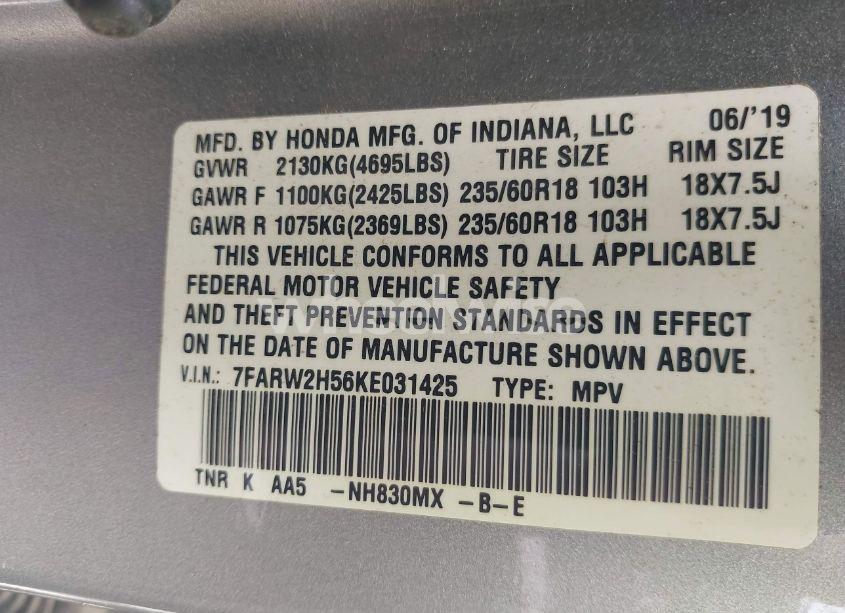 MFD. BY HONDA MFG. OF INDIANA, LLC 06/'19
GVWR 2130KG(4695LBS) TIRE SIZE RIM SIZE
GAWR F 1100KG(2425LBS) 235/60R18 103H 18X7.5J
GAWR R 1075KG(2369LBS) 235/60R18 103H 18X7.5J
THIS VEHICLE CONFORMS TO ALL APPLICABLE
FEDERAL MOTOR VEHICLE SAFETY
AND THEFT PREVENTION STANDARDS IN EFFECT
ON THE DATE OF MANUFACTURE SHOWN ABOVE.
V.I.N.: 7FARW2H56KE031425 TYPE: MPV
TNR K AA5 -NH830MX -B-E